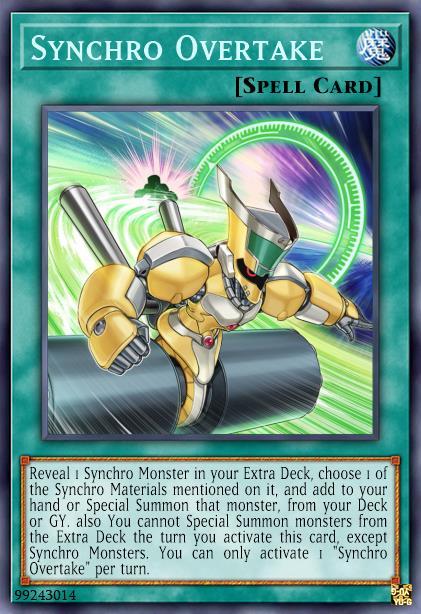 Synchro Overtake
魔
[Spell Card]
Reveal 1 Synchro Monster in your Extra Deck, choose 1 of
the Synchro Materials mentioned on it, and add to your
hand or Special Summon that monster, from your Deck
or GY. also You cannot Special Summon monsters from
the Extra Deck the turn you activate this card, except
Synchro Monsters. You can only activate 1 "Synchro
Overtake" per turn.
99243014